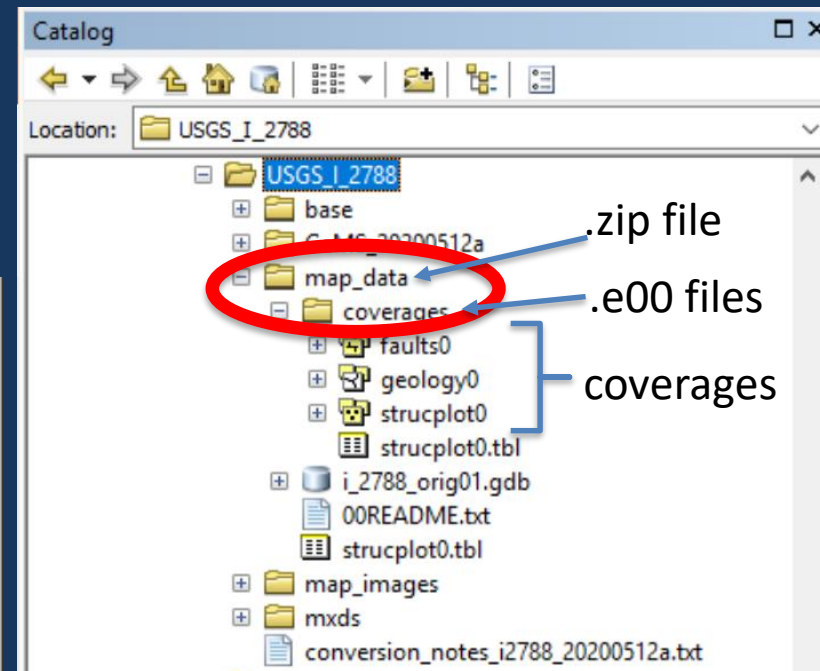 Catalog
Location: USGS_I_2788
USGS_I_2788
base
GeMS_20200512a
.zip file
map_data
.e00 files
coverages
faults0
geology0
coverages
strucplot0
strucplot0.tbl
i_2788_orig01.gdb
00README.txt
strucplot0.tbl
map_images
mxds
conversion_notes_i2788_20200512a.txt